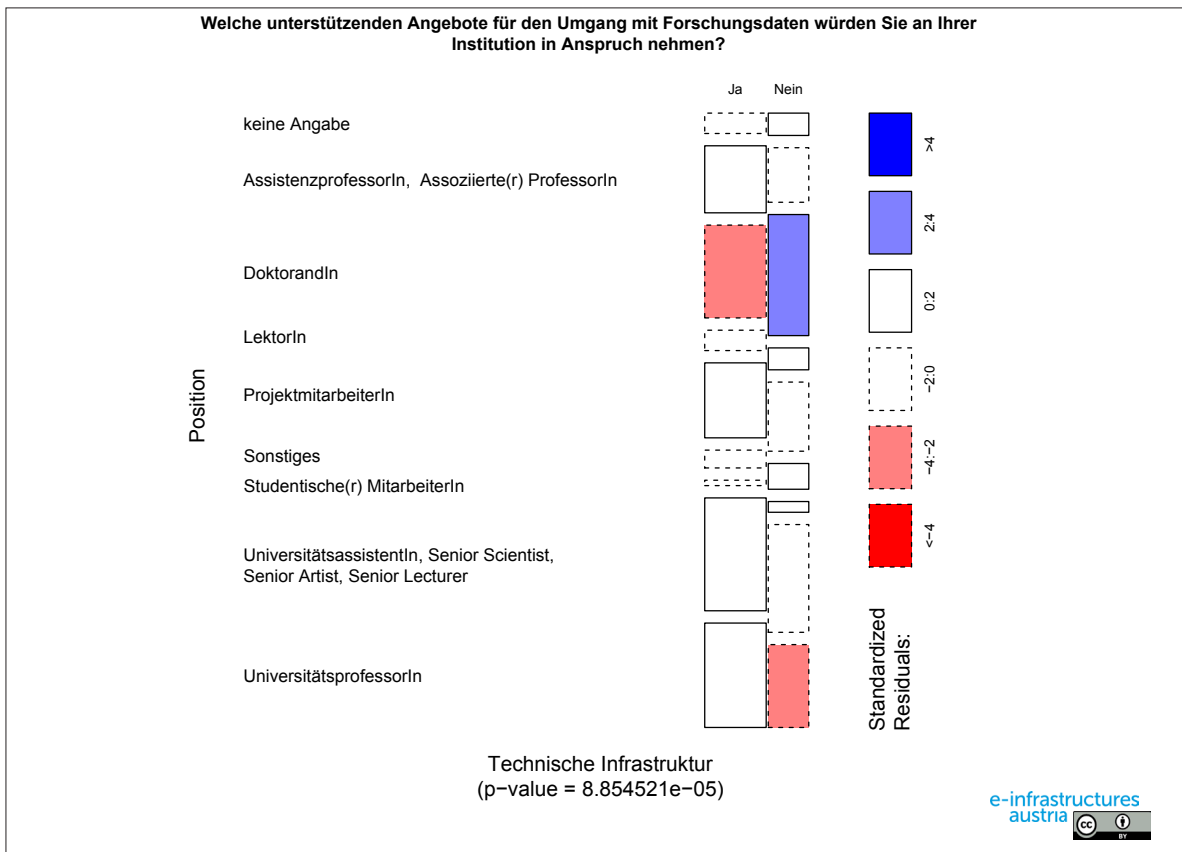 Welche unterstützenden Angebote für den Umgang mit Forschungsdaten würden Sie an Ihrer
Institution in Anspruch nehmen?
Ja Nein
keine Angabe
AssistenzprofessorIn, Assoziierte(r) ProfessorIn
DoktorandIn
LektorIn
ProjektmitarbeiterIn
Sonstiges
Studentische(r) MitarbeiterIn
UniversitätsassistentIn, Senior Scientist,
Senior Artist, Senior Lecturer
UniversitätsprofessorIn
Position
>4
2:4
0:2
−2:0
−4:−2
<−4
Standardized
Residuals:
Technische Infrastruktur
(p−value = 8.854521e−05)
e-infrastructures
austria
cc
BY